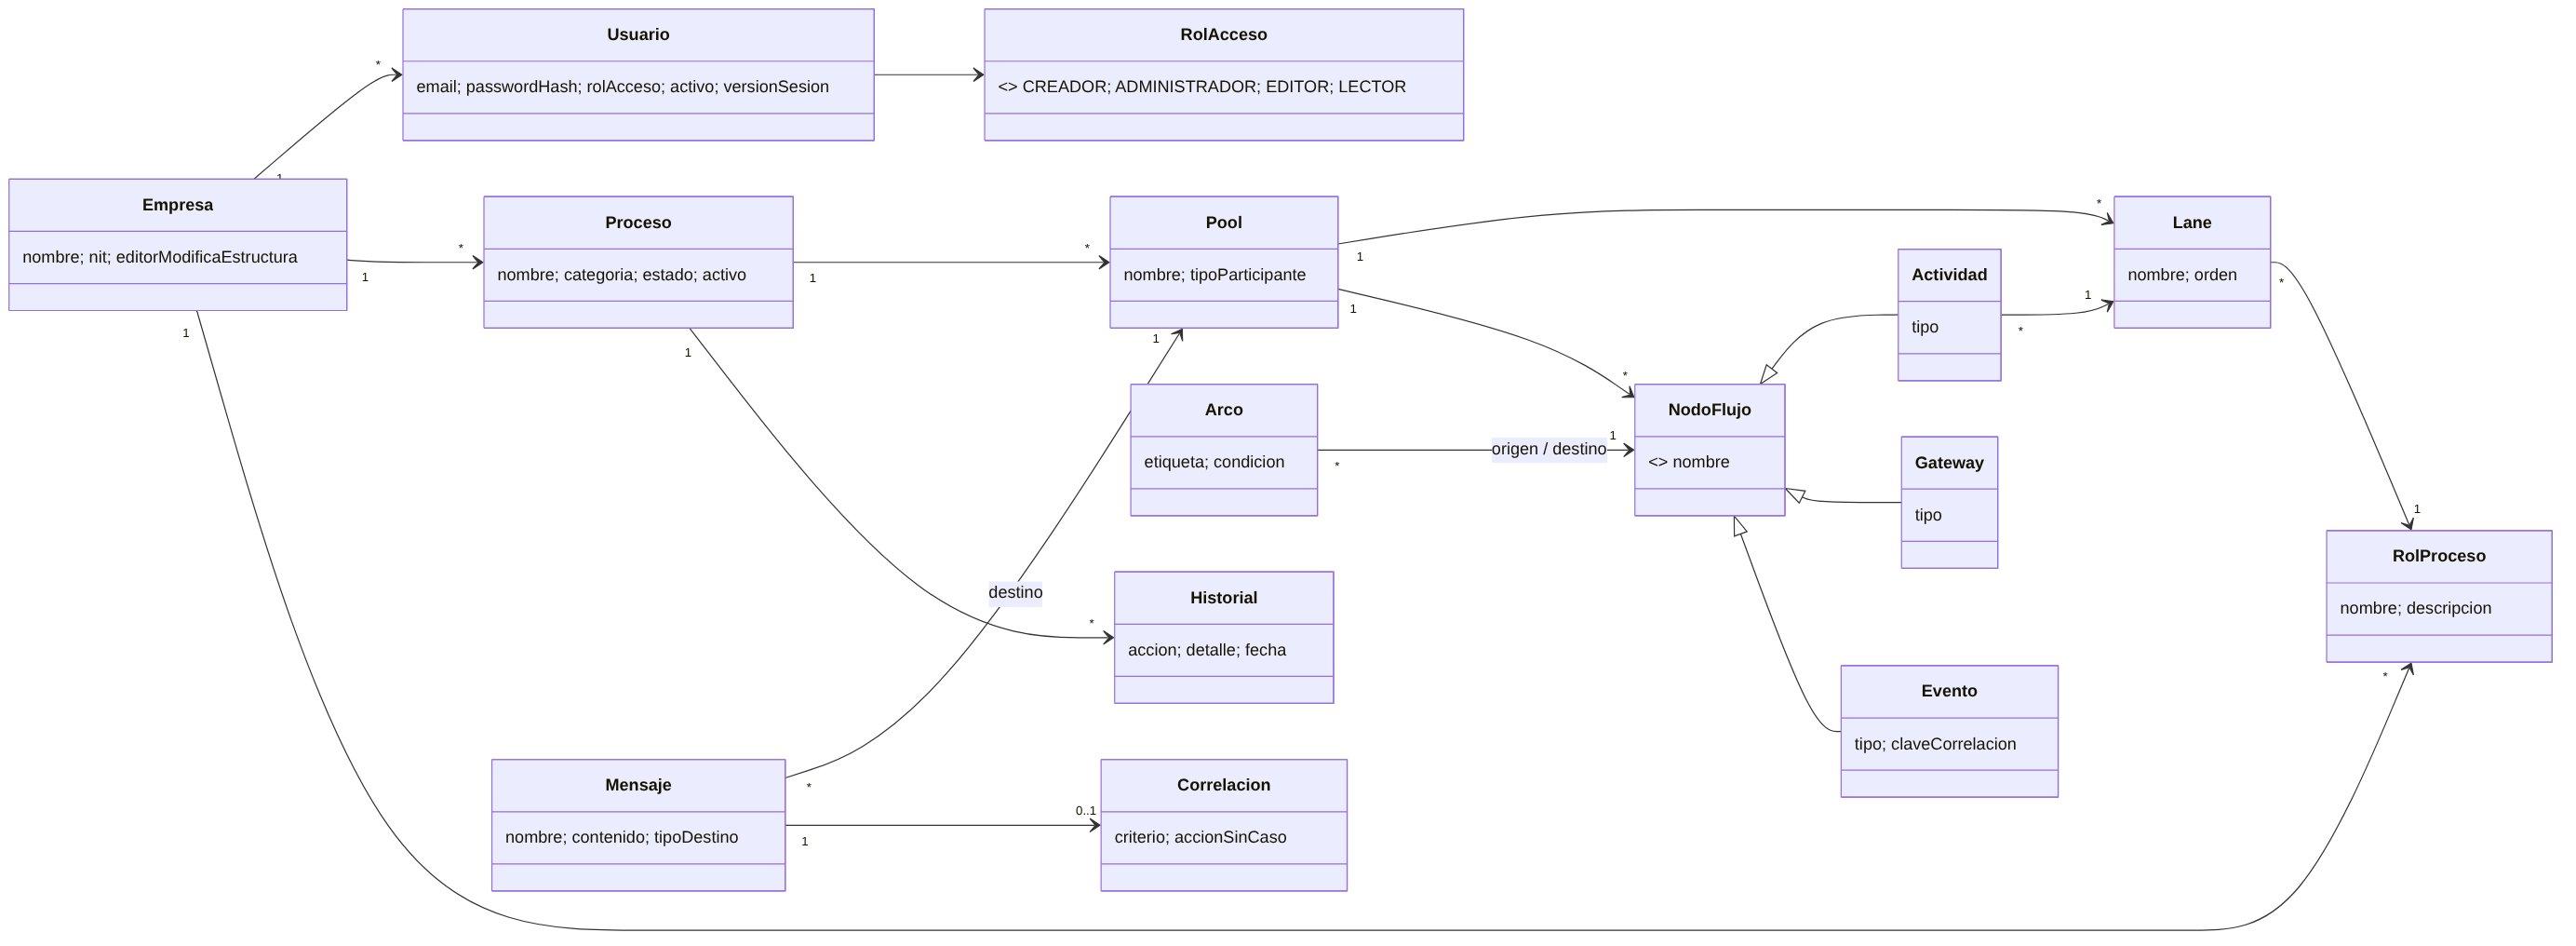 Usuario
email; passwordHash; rolAcceso; activo; versionSesion
RolAcceso
<> CREADOR; ADMINISTRADOR; EDITOR; LECTOR
*
1
Empresa
nombre; nit; editorModificaEstructura
1
*
1
Proceso
nombre; categoria; estado; activo
1
*
1
Pool
nombre; tipoParticipante
1
*
1
*
1
Lane
nombre; orden
*
Actividad
tipo
*
1
Arco
etiqueta; condicion
*
origen / destino
1
NodoFlujo
<> nombre
Gateway
tipo
1
RolProceso
nombre; descripcion
*
destino
*
Historial
accion; detalle; fecha
Evento
tipo; claveCorrelacion
Mensaje
nombre; contenido; tipoDestino
*
1
0..1
Correlacion
criterio; accionSinCaso